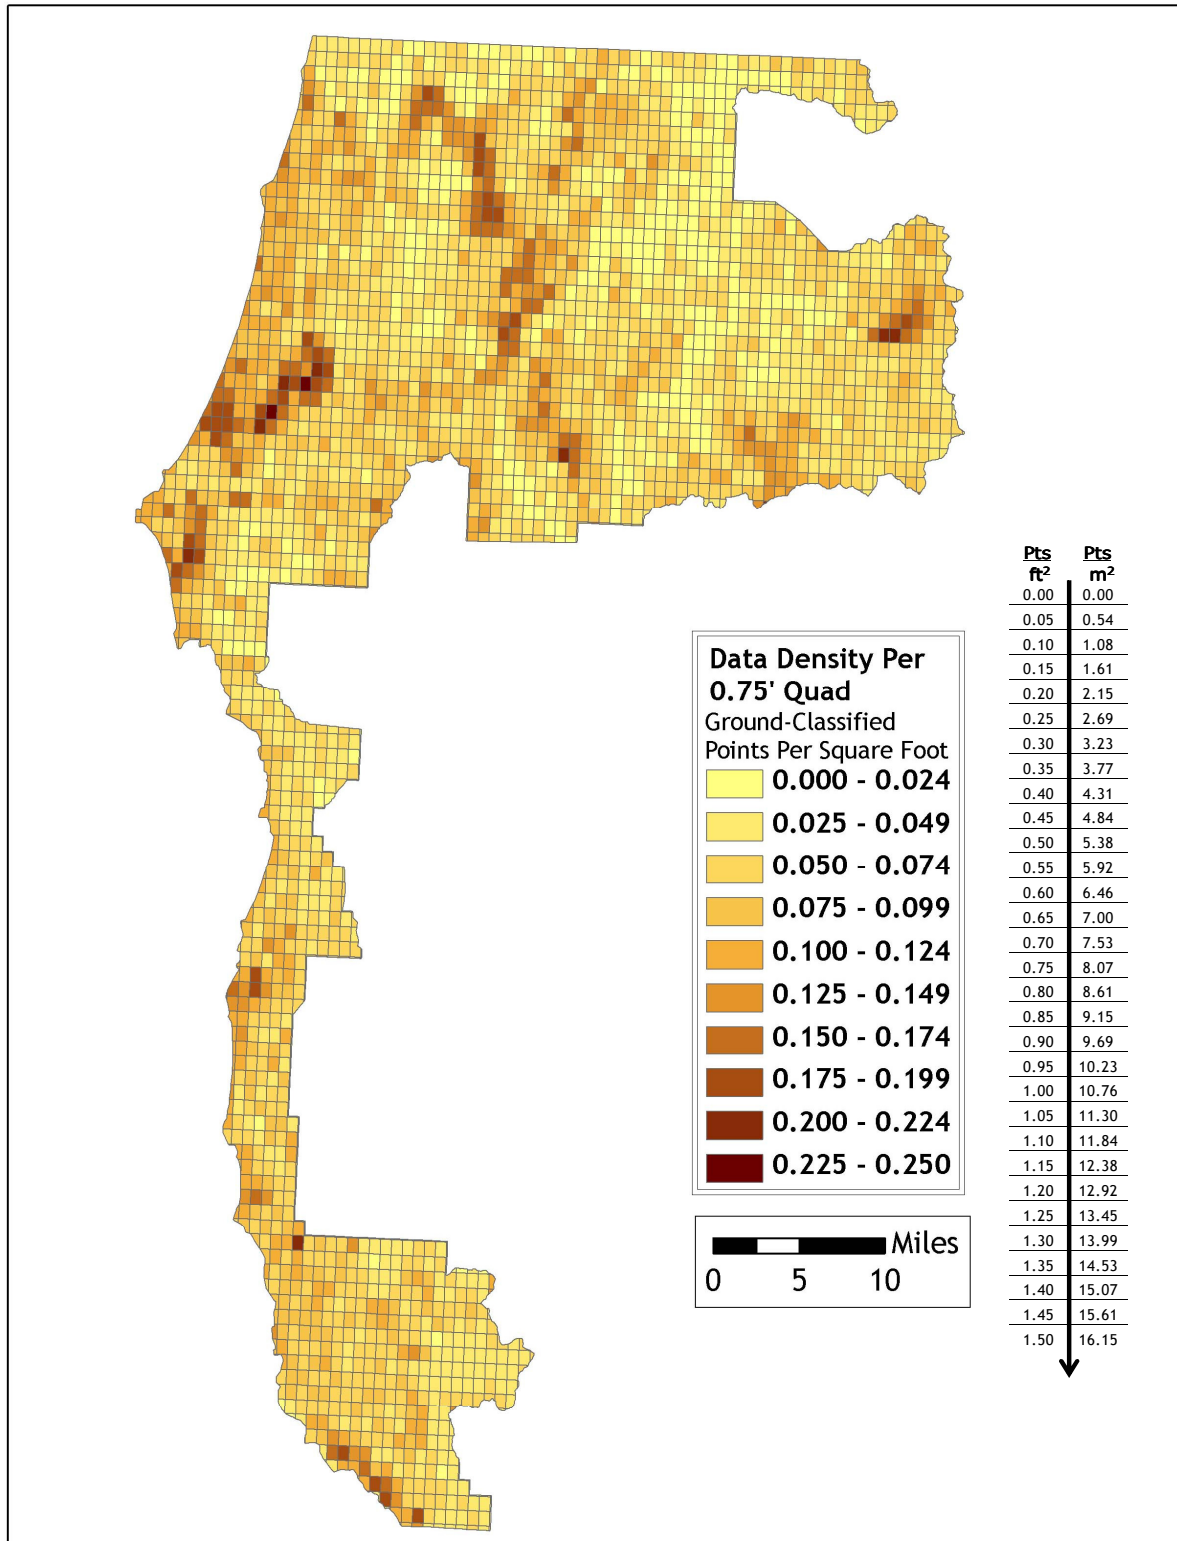 Pts Pts
ft² m²
0.00 0.00
0.05 0.54
0.10 1.08
0.15 1.61
0.20 2.15
0.25 2.69
0.30 3.23
0.35 3.77
0.40 4.31
0.45 4.84
0.50 5.38
0.55 5.92
0.60 6.46
0.65 7.00
0.70 7.53
0.75 8.07
0.80 8.61
0.85 9.15
0.90 9.69
0.95 10.23
1.00 10.76
1.05 11.30
1.10 11.84
1.15 12.38
1.20 12.92
1.25 13.45
1.30 13.99
1.35 14.53
1.40 15.07
1.45 15.61
1.50 16.15
Data Density Per
0.75' Quad
Ground-Classified
Points Per Square Foot
0.000 - 0.024
0.025 - 0.049
0.050 - 0.074
0.075 - 0.099
0.100 - 0.124
0.125 - 0.149
0.150 - 0.174
0.175 - 0.199
0.200 - 0.224
0.225 - 0.250
Miles
0 5 10